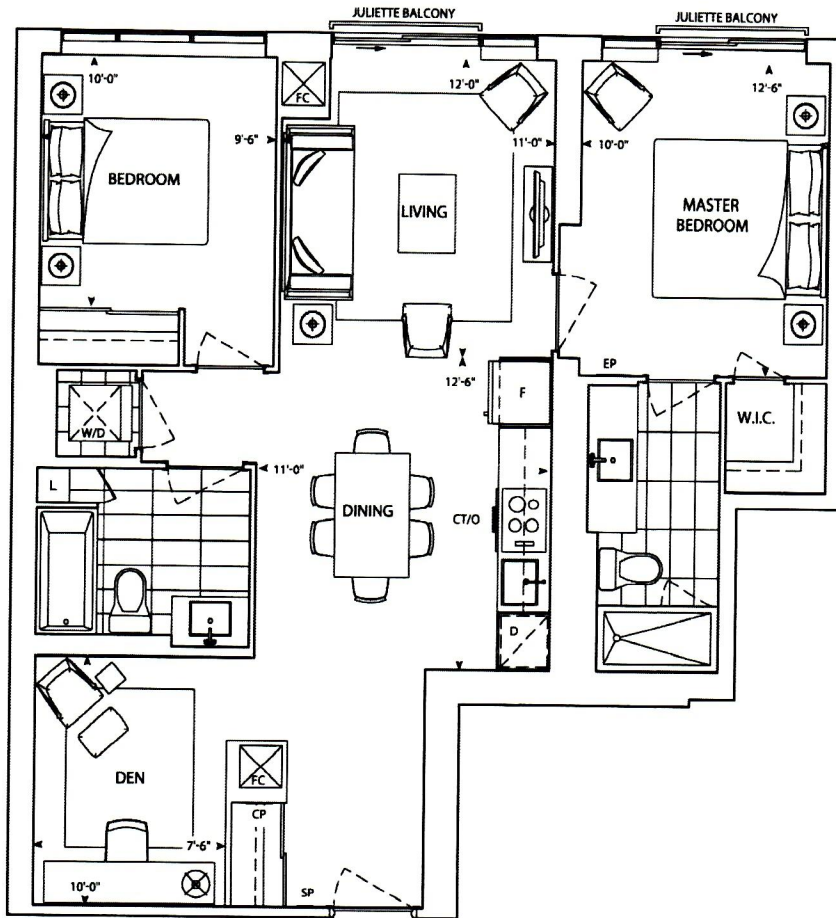 JULIETTE BALCONY
JULIETTE BALCONY
10'-0"
FC
12'-0"
12'-6"
9'-6"
11'-0"
10'-0"
BEDROOM
LIVING
MASTER
BEDROOM
EP
12'-6"
F
W.I.C.
W/D
L
11'-0"
DINING
CT/O
D
DEN
FC
CP
7'-6"
10'-0"
SP